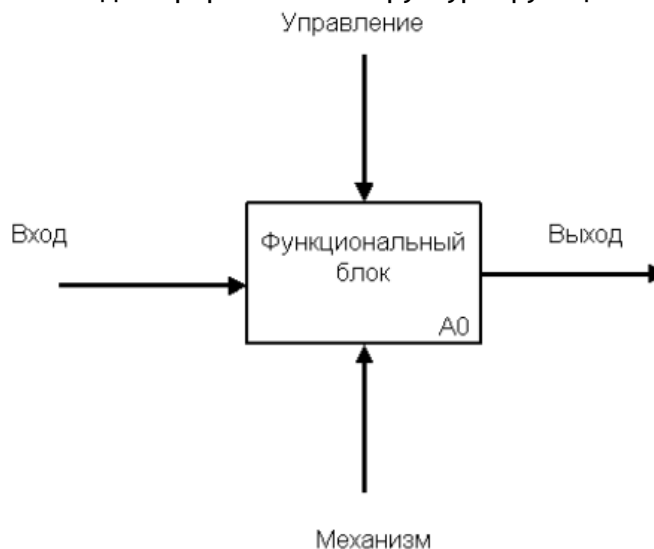 Управление
Вход
Функциональный
блок
Выход
A0
Механизм